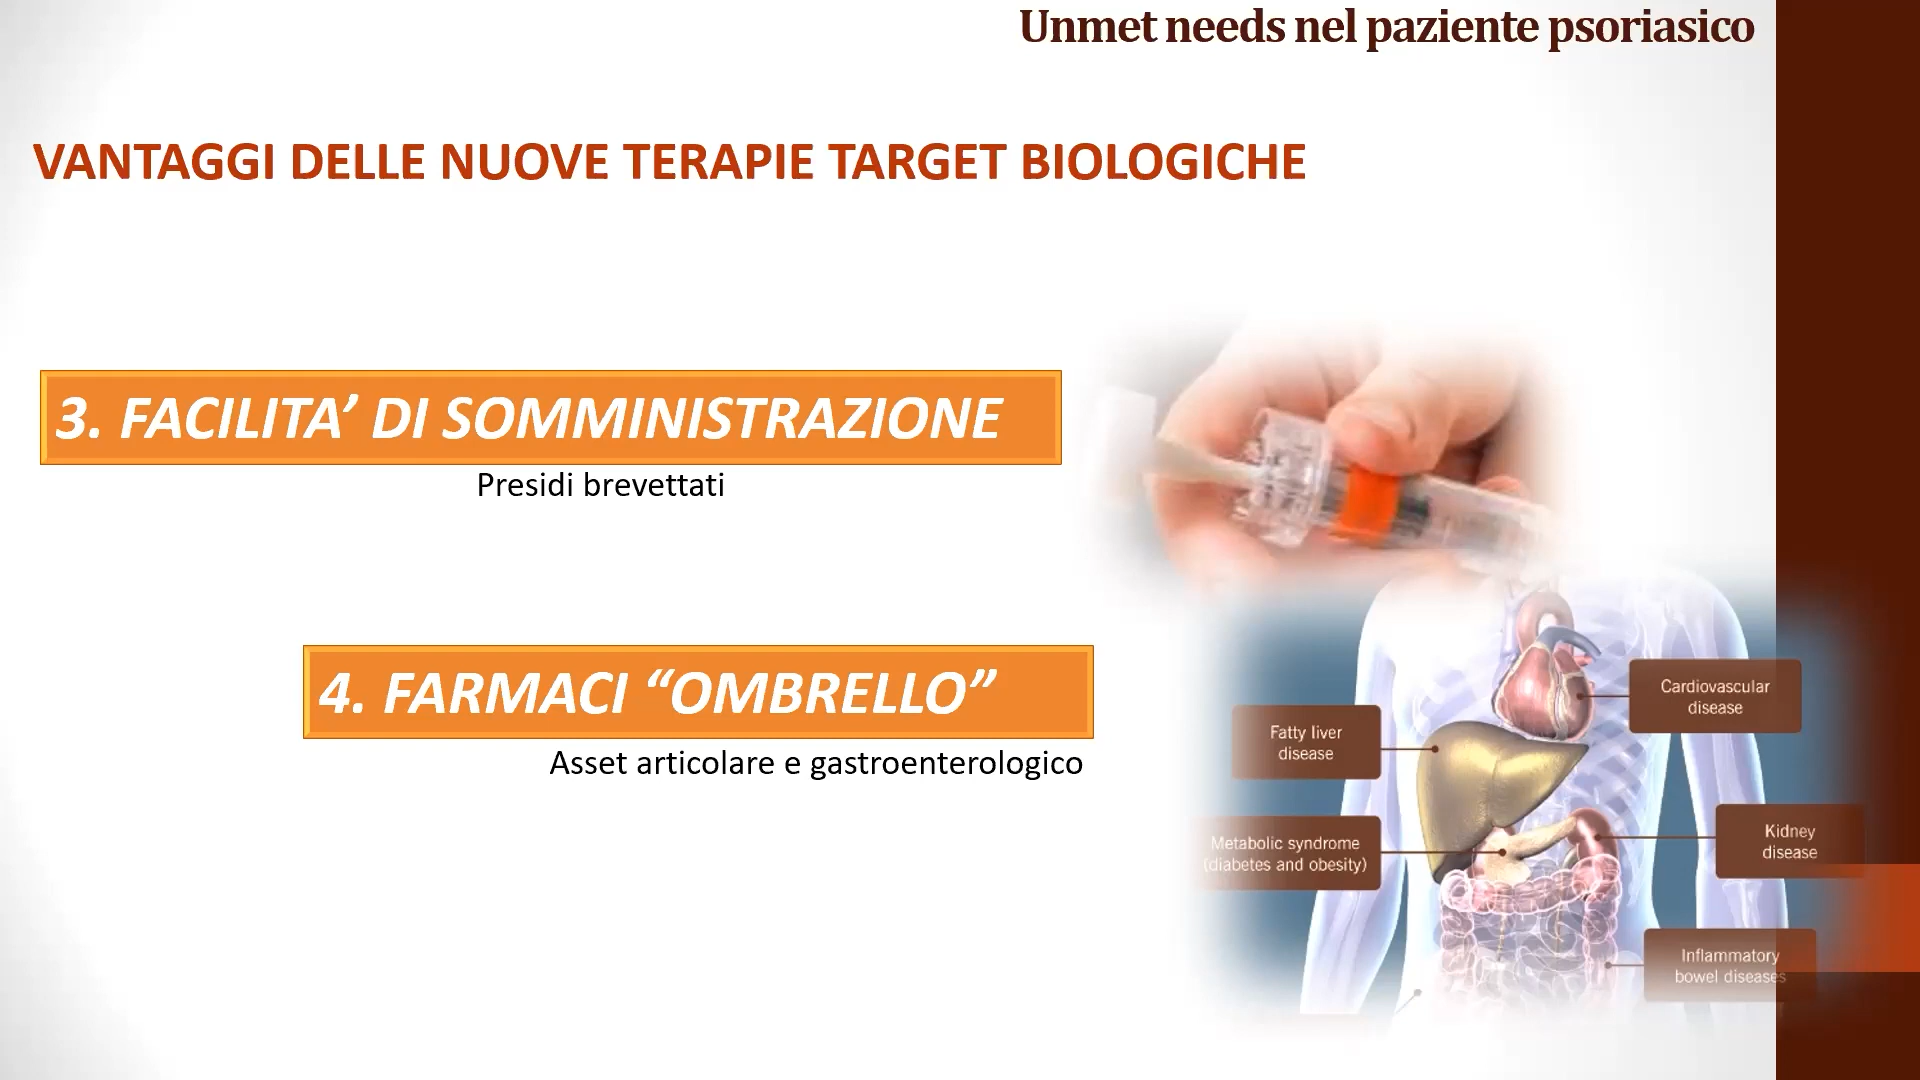 Unmet needs nel paziente psoriasico
VANTAGGI DELLE NUOVE TERAPIE TARGET BIOLOGICHE
3. FACILITA’ DI SOMMINISTRAZIONE
Presidi brevettati
4. FARMACI “OMBRELLO”
Asset articolare e gastroenterologico
Cardiovascular
disease
Fatty liver
disease
Metabolic syndrome
(diabetes and obesity)
Kidney
disease
Inflammatory
bowel diseases